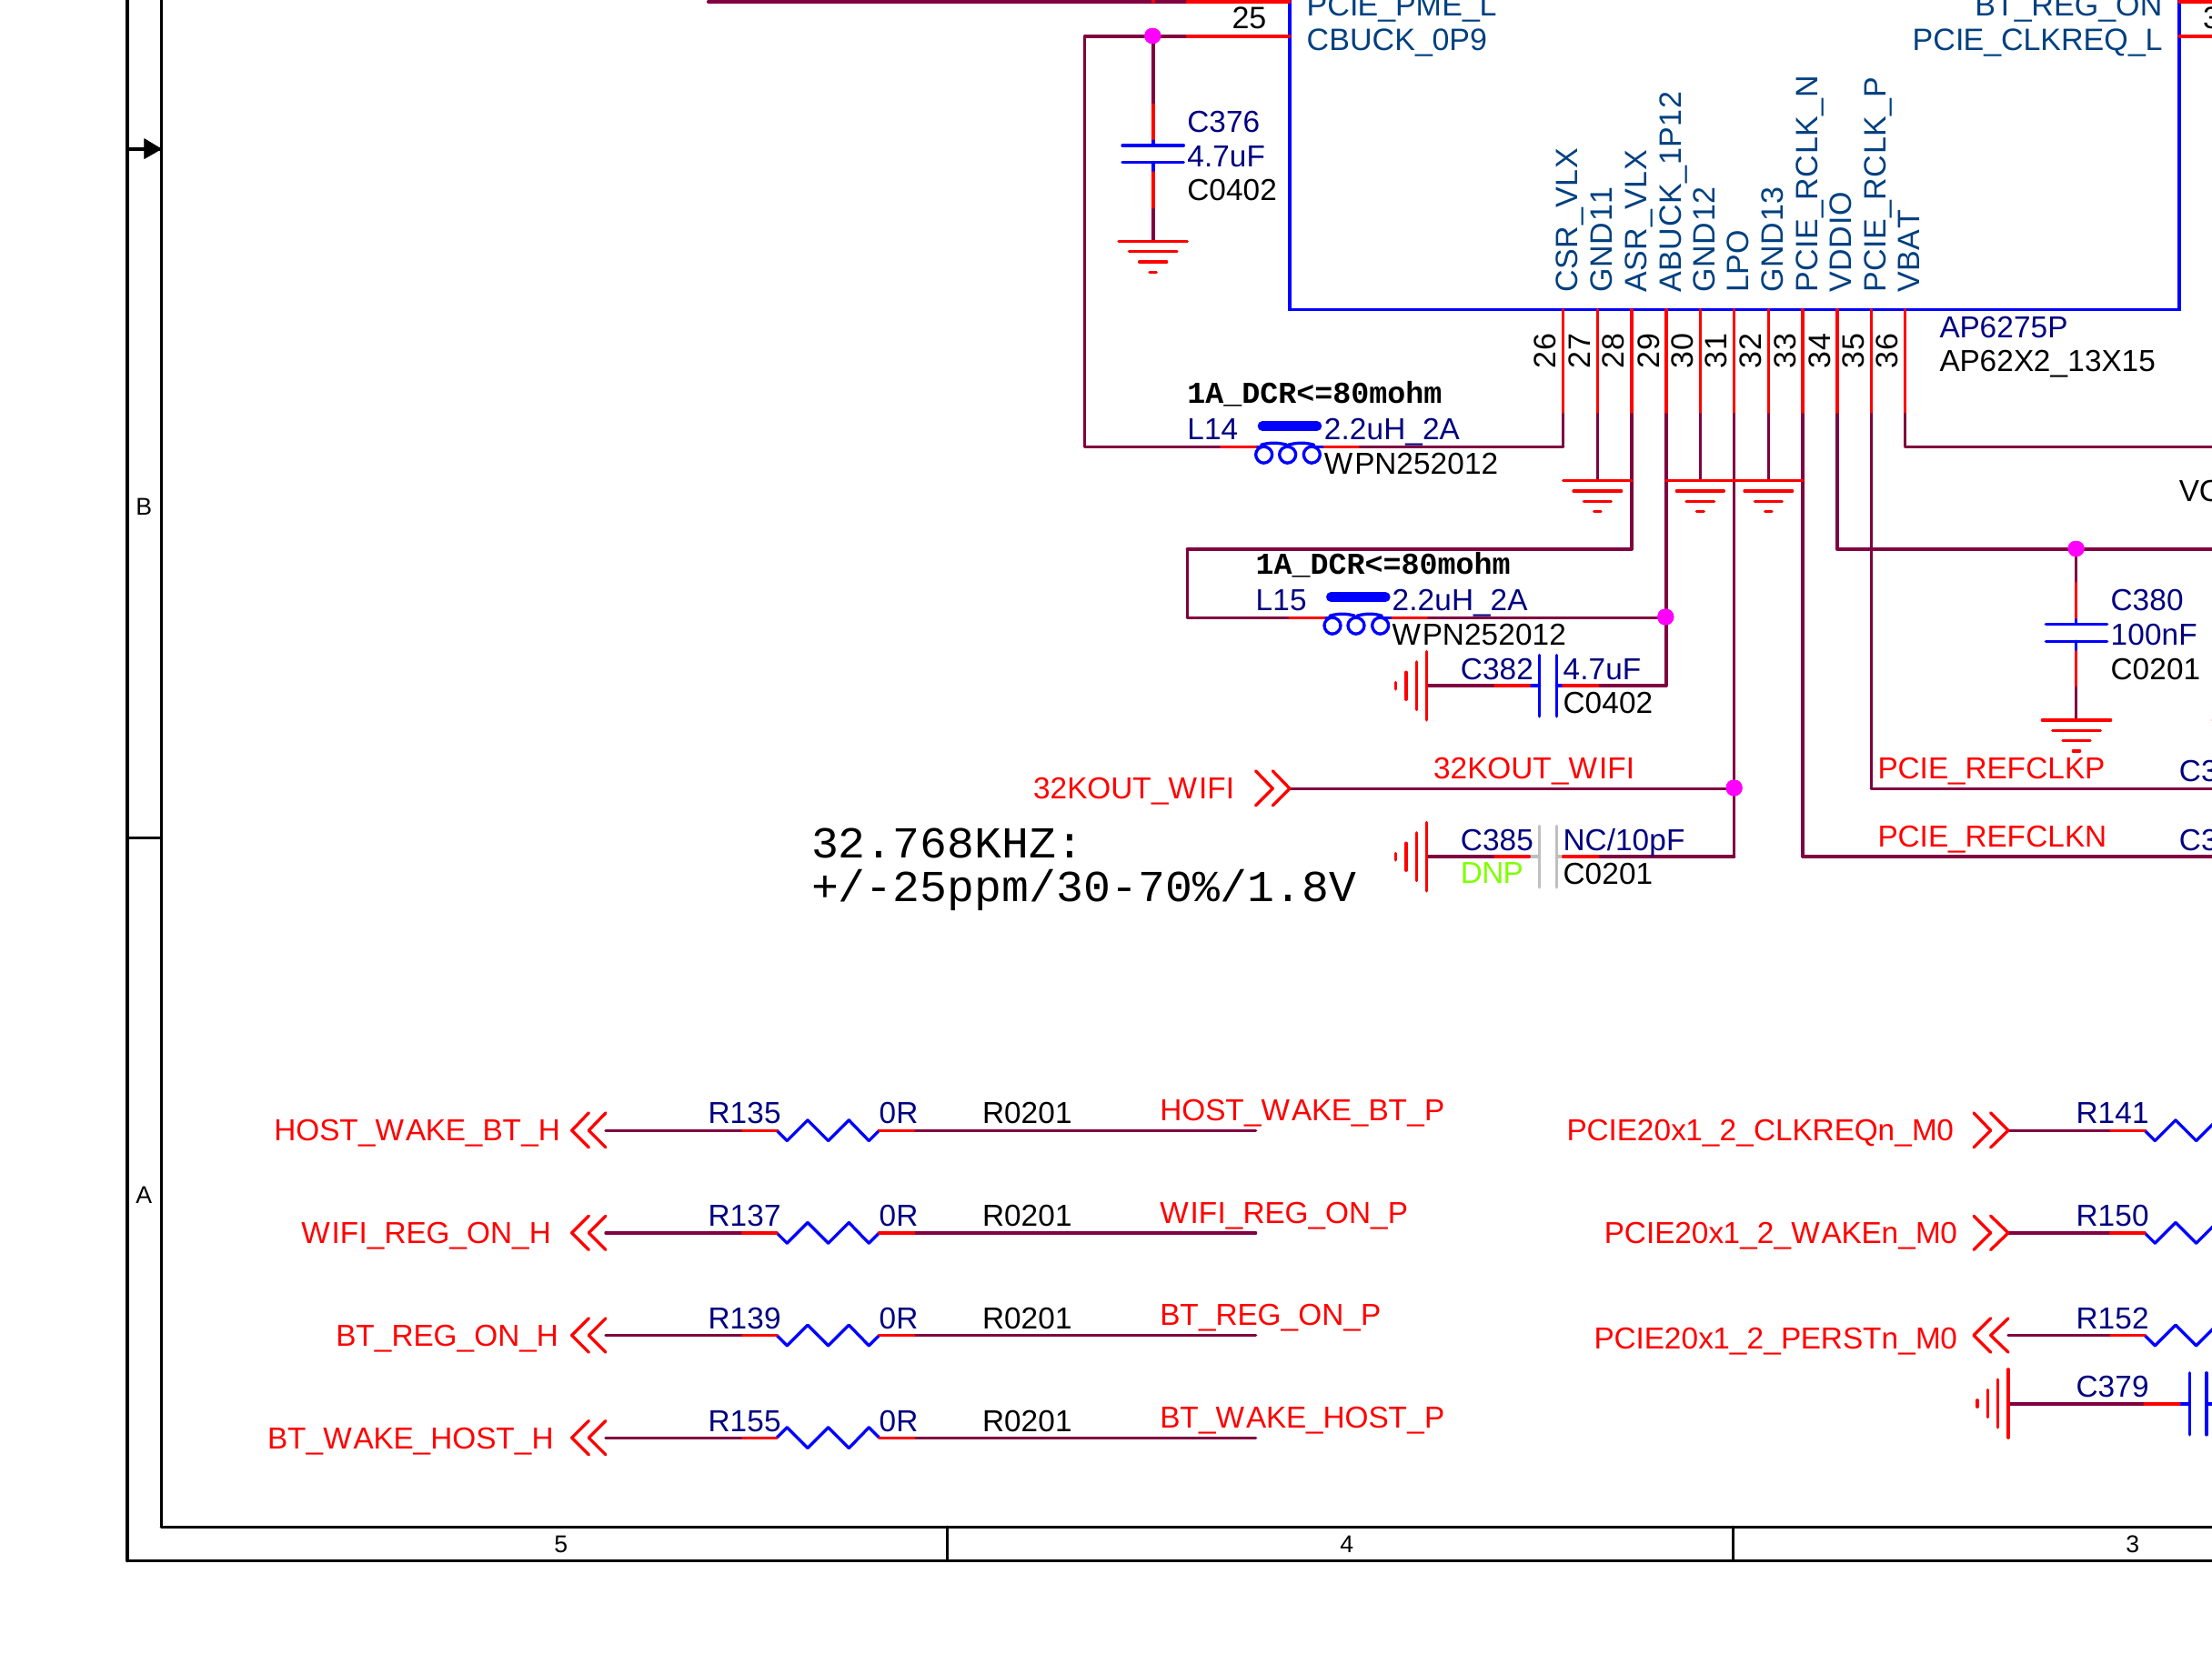 PCIE_PME_L
BT_REG_ON
25
CBUCK_0P9
PCIE_CLKREQ_L
C376
4.7uF
C0402
CSR_VLX
GND11
ASR_VLX
ABUCK_1P12
GND12
LPO
GND13
PCIE_RCLK_N
VDDIO
PCIE_RCLK_P
VBAT
26
27
28
29
30
31
32
33
34
35
36
AP6275P
AP62X2_13X15
1A_DCR<=80mohm
L14
2.2uH_2A
WPN252012
B
1A_DCR<=80mohm
L15
2.2uH_2A
WPN252012
C382
4.7uF
C0402
C380
100nF
C0201
32KOUT_WIFI
32KOUT_WIFI
PCIE_REFCLKP
32.768KHZ:
+/-25ppm/30-70%/1.8V
C385
NC/10pF
DNP
C0201
PCIE_REFCLKN
HOST_WAKE_BT_H
R135
0R
R0201
HOST_WAKE_BT_P
PCIE20x1_2_CLKREQn_M0
R141
A
WIFI_REG_ON_H
R137
0R
R0201
WIFI_REG_ON_P
PCIE20x1_2_WAKEn_M0
R150
BT_REG_ON_H
R139
0R
R0201
BT_REG_ON_P
PCIE20x1_2_PERSTn_M0
R152
C379
BT_WAKE_HOST_H
R155
0R
R0201
BT_WAKE_HOST_P
5
4
3